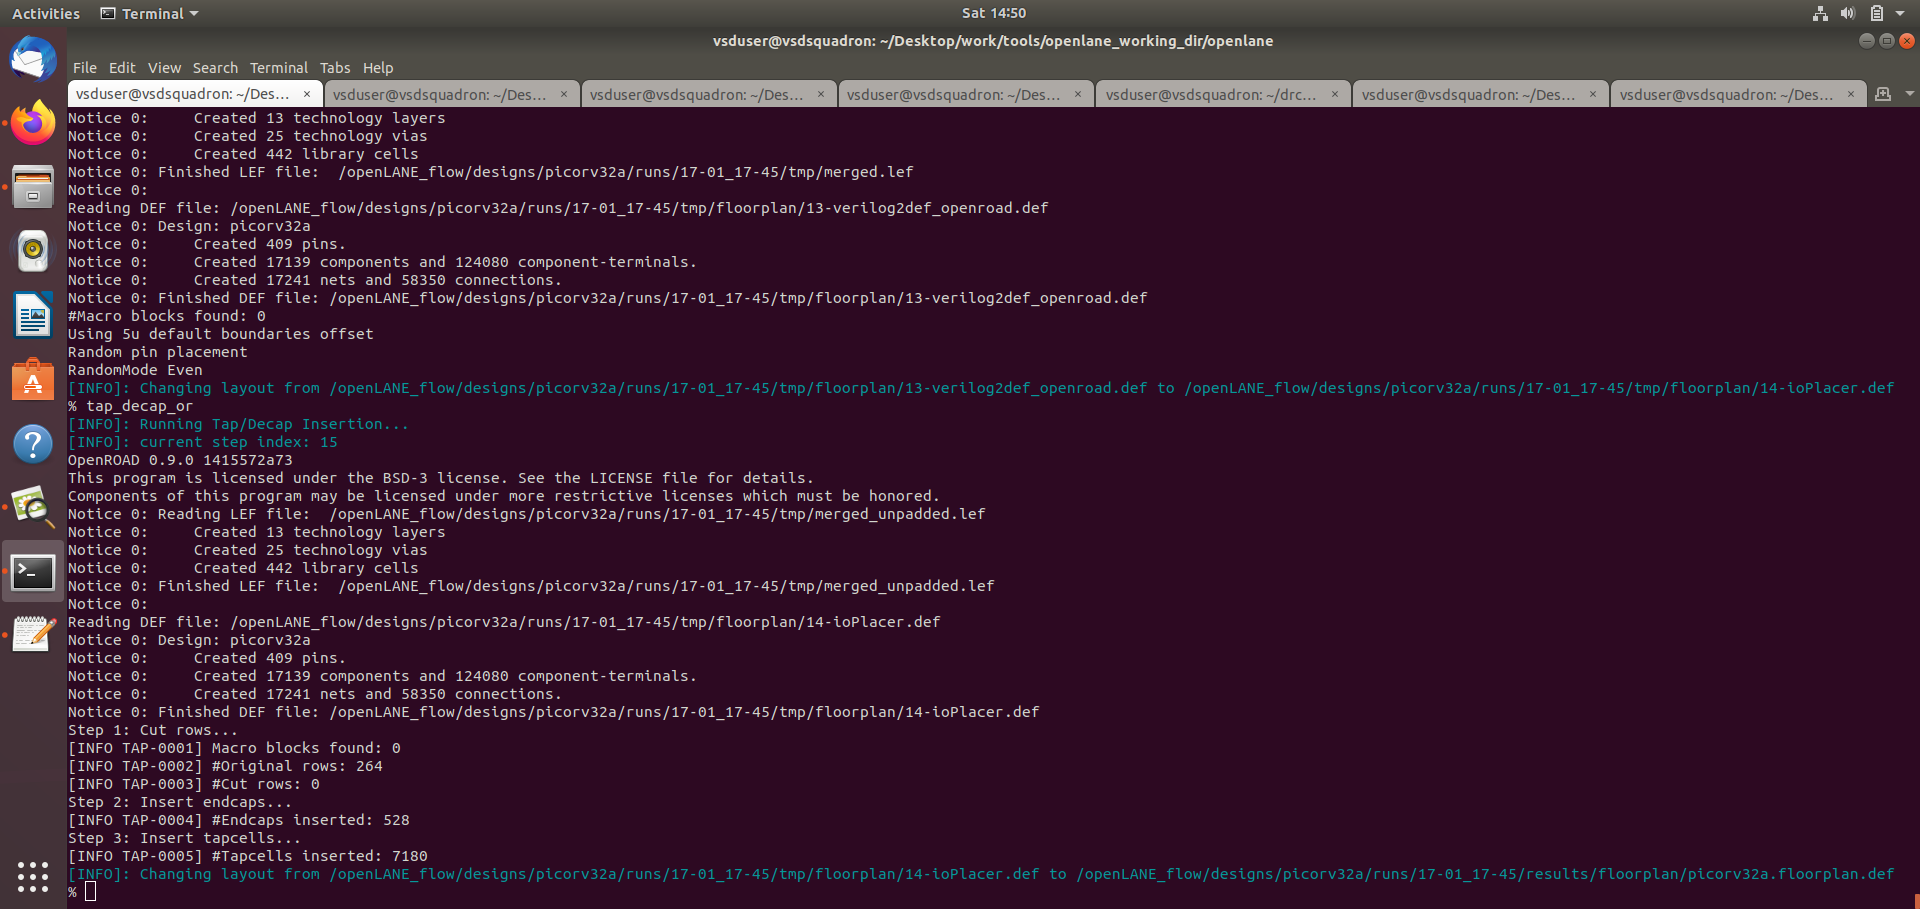 Activities
Terminal
Sat 14:50
vsduser@vsdsquadron: ~/Desktop/work/tools/openlane_working_dir/openlane
File Edit View Search Terminal Tabs Help
vsduser@vsdsquadron: ~/Des... × vsduser@vsdsquadron: ~/Des... × vsduser@vsdsquadron: ~/Des... × vsduser@vsdsquadron: ~/Des... × vsduser@vsdsquadron: ~/drc... × vsduser@vsdsquadron: ~/Des... × vsduser@vsdsquadron: ~/Des... ×
Notice 0:     Created 13 technology layers
Notice 0:     Created 25 technology vias
Notice 0:     Created 442 library cells
Notice 0: Finished LEF file:  /openLANE_flow/designs/picorv32a/runs/17-01_17-45/tmp/merged.lef
Notice 0:
Reading DEF file: /openLANE_flow/designs/picorv32a/runs/17-01_17-45/tmp/floorplan/13-verilog2def_openroad.def
Notice 0: Design: picorv32a
Notice 0:     Created 409 pins.
Notice 0:     Created 17139 components and 124080 component-terminals.
Notice 0:     Created 17241 nets and 58350 connections.
Notice 0: Finished DEF file: /openLANE_flow/designs/picorv32a/runs/17-01_17-45/tmp/floorplan/13-verilog2def_openroad.def
#Macro blocks found: 0
Using 5u default boundaries offset
Random pin placement
RandomMode Even
[INFO]: Changing layout from /openLANE_flow/designs/picorv32a/runs/17-01_17-45/tmp/floorplan/13-verilog2def_openroad.def to /openLANE_flow/designs/picorv32a/runs/17-01_17-45/tmp/floorplan/14-ioPlacer.def
% tap_decap_or
[INFO]: Running Tap/Decap Insertion...
[INFO]: current step index: 15
OpenROAD 0.9.0 1415572a73
This program is licensed under the BSD-3 license. See the LICENSE file for details.
Components of this program may be licensed under more restrictive licenses which must be honored.
Notice 0: Reading LEF file:  /openLANE_flow/designs/picorv32a/runs/17-01_17-45/tmp/merged_unpadded.lef
Notice 0:     Created 13 technology layers
Notice 0:     Created 25 technology vias
Notice 0:     Created 442 library cells
Notice 0: Finished LEF file:  /openLANE_flow/designs/picorv32a/runs/17-01_17-45/tmp/merged_unpadded.lef
Notice 0:
Reading DEF file: /openLANE_flow/designs/picorv32a/runs/17-01_17-45/tmp/floorplan/14-ioPlacer.def
Notice 0: Design: picorv32a
Notice 0:     Created 409 pins.
Notice 0:     Created 17139 components and 124080 component-terminals.
Notice 0:     Created 17241 nets and 58350 connections.
Notice 0: Finished DEF file: /openLANE_flow/designs/picorv32a/runs/17-01_17-45/tmp/floorplan/14-ioPlacer.def
Step 1: Cut rows...
[INFO TAP-0001] Macro blocks found: 0
[INFO TAP-0002] #Original rows: 264
[INFO TAP-0003] #Cut rows: 0
Step 2: Insert endcaps...
[INFO TAP-0004] #Endcaps inserted: 528
Step 3: Insert tapcells...
[INFO TAP-0005] #Tapcells inserted: 7180
[INFO]: Changing layout from /openLANE_flow/designs/picorv32a/runs/17-01_17-45/tmp/floorplan/14-ioPlacer.def to /openLANE_flow/designs/picorv32a/runs/17-01_17-45/results/floorplan/picorv32a.floorplan.def
%